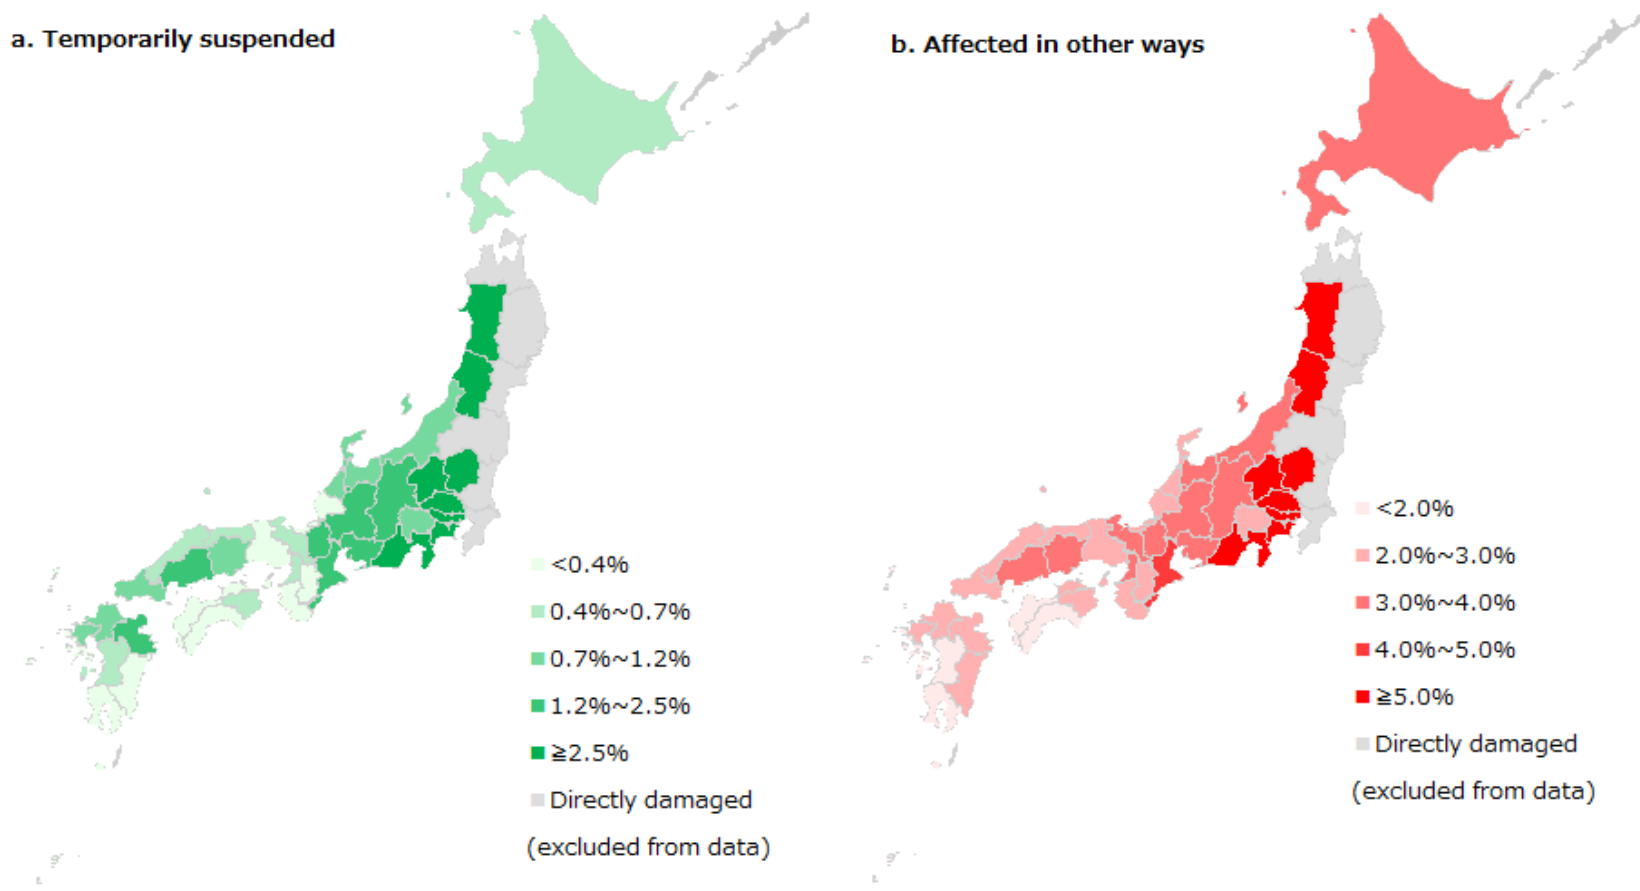 a. Temporarily suspended
<0.4%
0.4%~0.7%
0.7%~1.2%
1.2%~2.5%
≧2.5%
Directly damaged
(excluded from data)
b. Affected in other ways
<2.0%
2.0%~3.0%
3.0%~4.0%
4.0%~5.0%
≧5.0%
Directly damaged
(excluded from data)